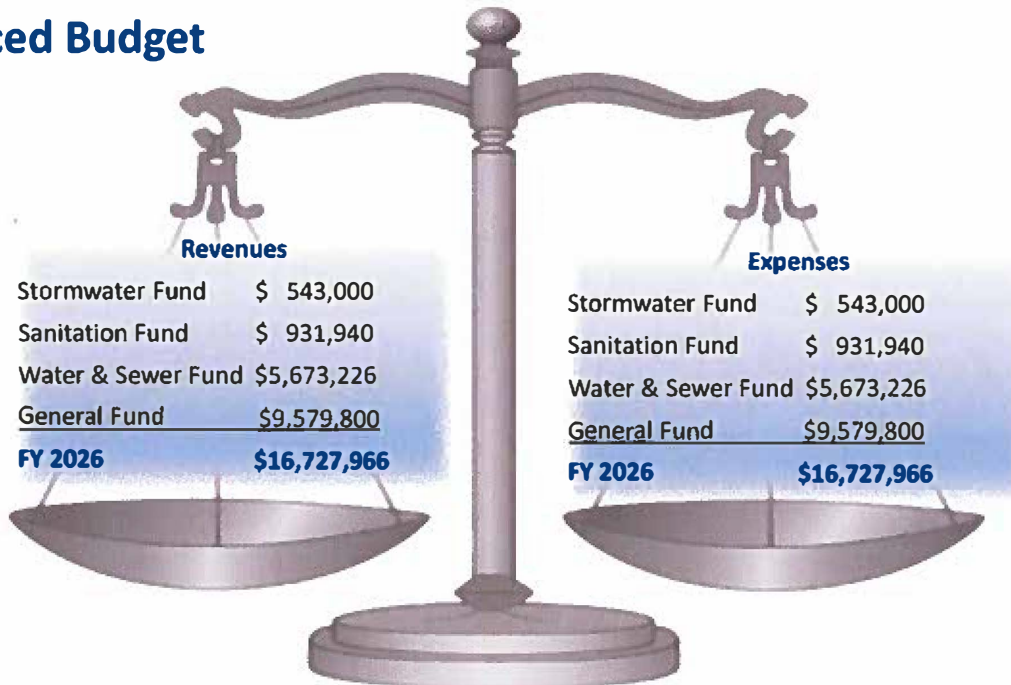 ced Budget
Revenues
Stormwater Fund $ 543,000
Sanitation Fund $ 931,940
Water & Sewer Fund $5,673,226
General Fund $9,579,800
FY 2026 $16,727,966
Expenses
Stormwater Fund $ 543,000
Sanitation Fund $ 931,940
Water & Sewer Fund $5,673,226
General Fund $9,579,800
FY 2026 $16,727,966